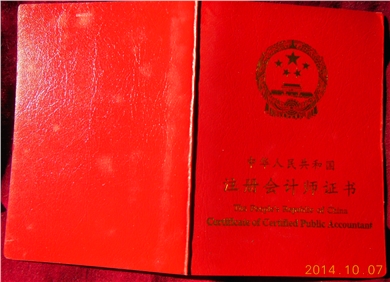 中华人民共和国
注册会计师证书
The People's Republic of China
Certificate of Certified Public Accountant
2014.10.07